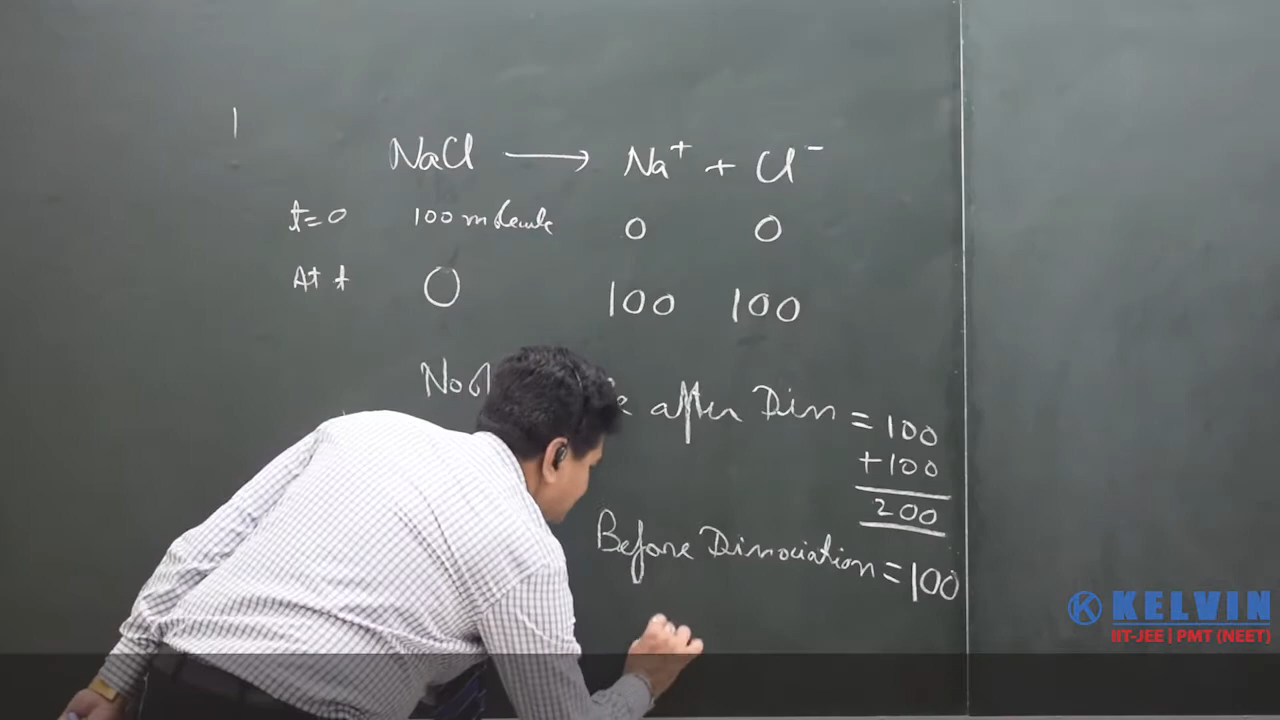 1
NaCl ⟶ Na⁺ + Cl⁻
t=0 100 molecule 0 0
At t 0 100 100
No after Diss = 100
+100
200
Before Dissociation = 100
KELVIN
IIT-JEE | PMT (NEET)